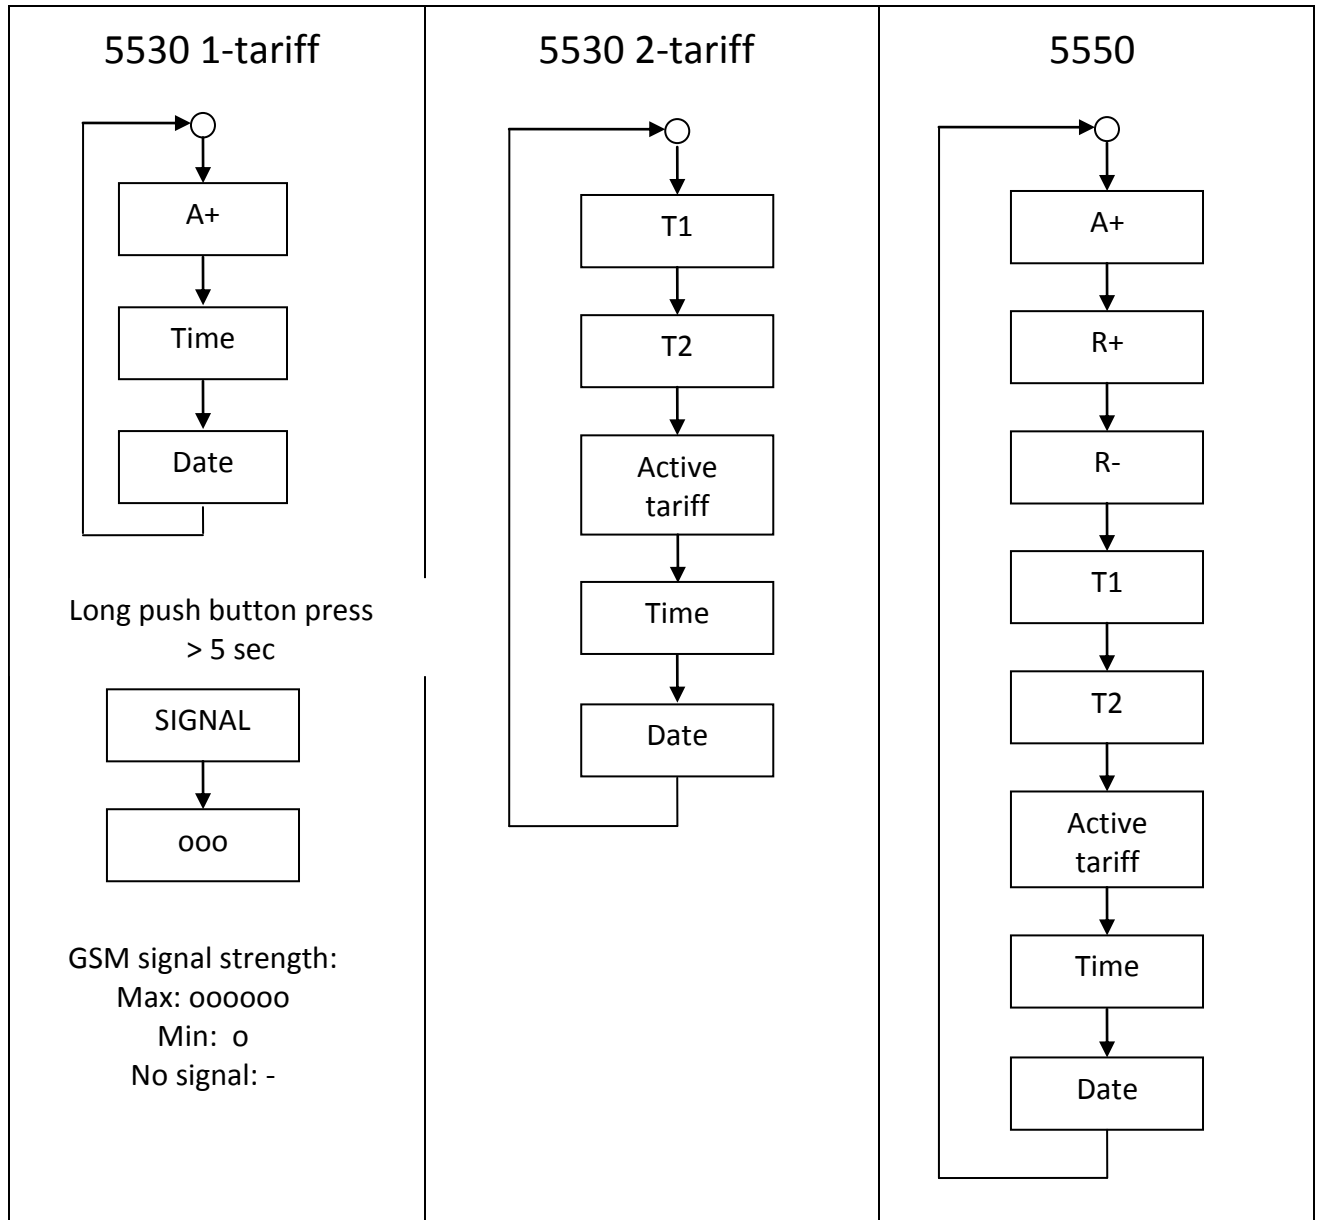 5530 1-tariff
A+
Time
Date
Long push button press
> 5 sec
SIGNAL
ooo
GSM signal strength:
Max: oooooo
Min: o
No signal: -
5530 2-tariff
T1
T2
Active
tariff
Time
Date
5550
A+
R+
R-
T1
T2
Active
tariff
Time
Date